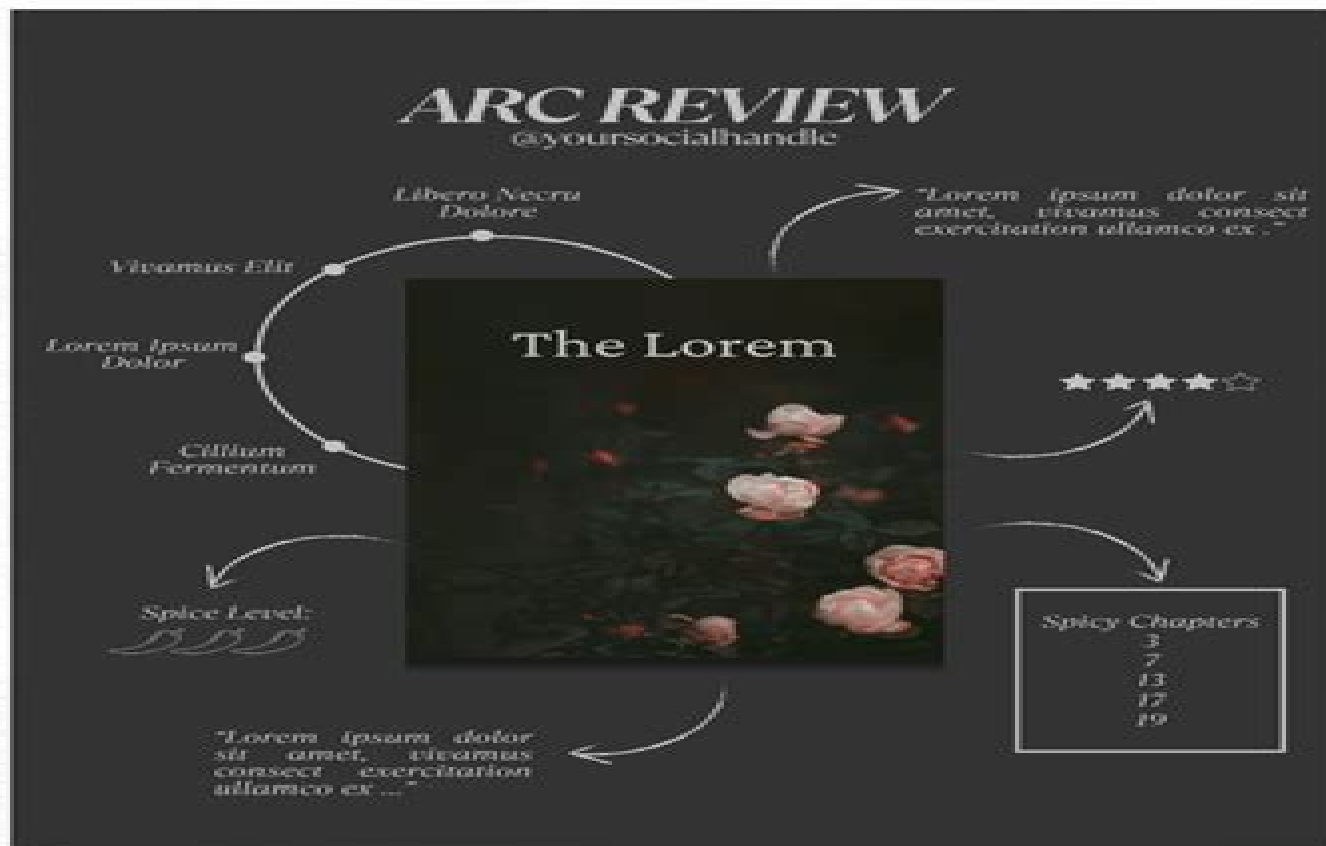 ARC REVIEW
@yoursocialhandle
Libero Necru
Dolore
"Lorem ipsum dolor sit
amet, vivamus consect
exercitation ullamco ex ."
Vivamus Elit
Lorem Ipsum
Dolor
The Lorem
Cillium
Fermentum
Spice Level:
Spicy Chapters
3
7
13
17
19
"Lorem ipsum dolor
sit amet, vivamus
consect exercitation
ullamco ex ..."